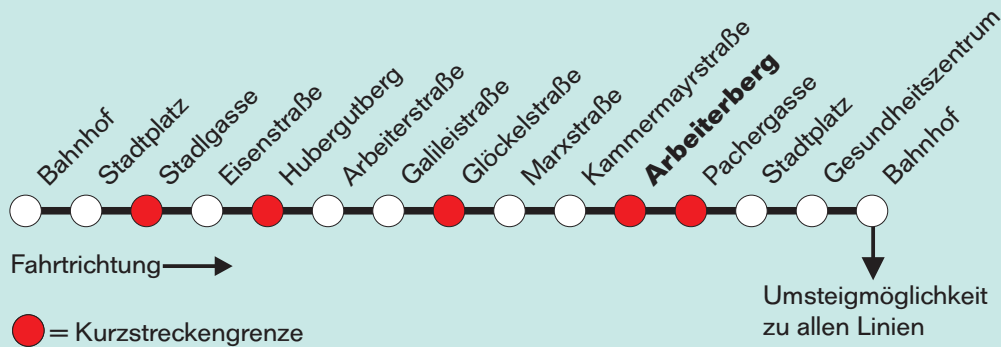 Bahnhof
Stadtplatz
Stadlgasse
Eisenstraße
Hubergutberg
Arbeiterstraße
Galileistraße
Glöckelstraße
Marxstraße
Kammermayrstraße
Arbeiterberg
Pachergasse
Stadtplatz
Gesundheitszentrum
Bahnhof
Fahrtrichtung
Umsteigmöglichkeit
zu allen Linien
= Kurzstreckengrenze